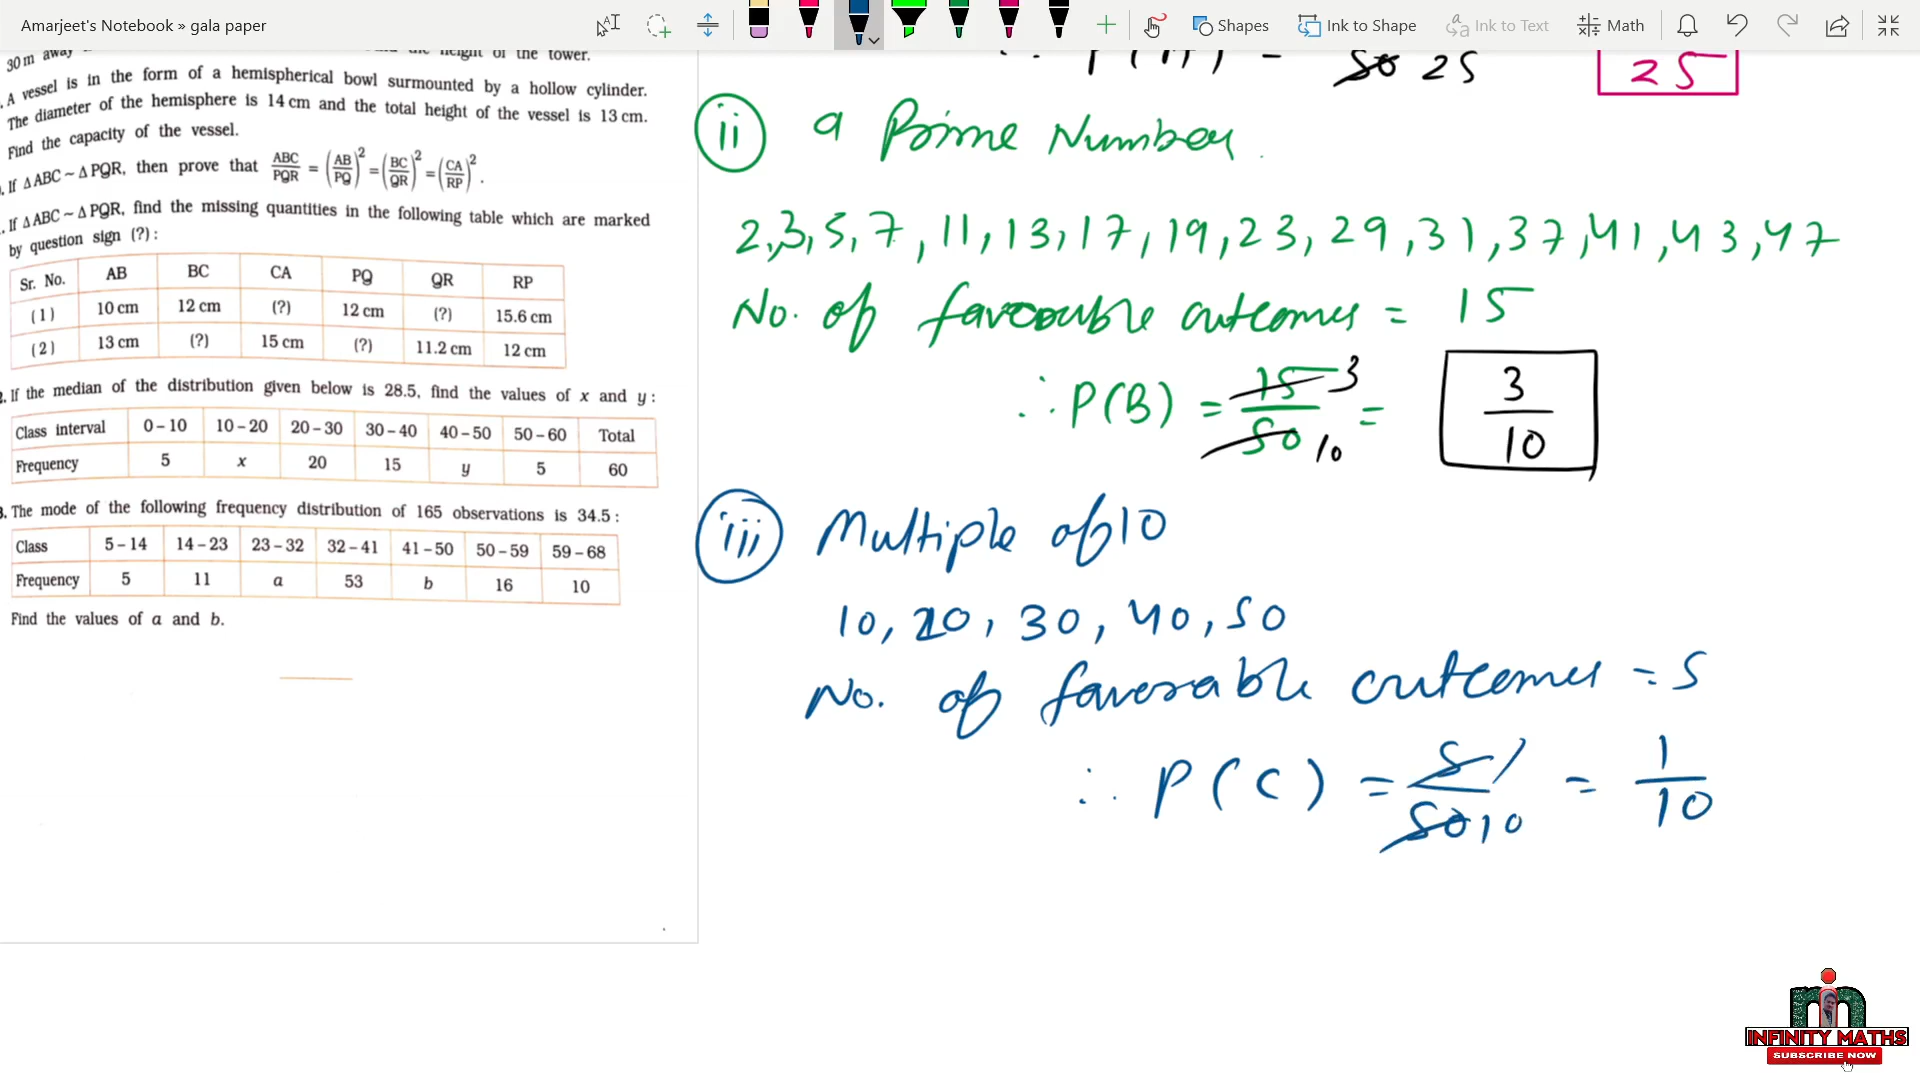 Amarjeet's Notebook » gala paper
Shapes
Ink to Shape
Ink to Text
Math
30 m away
the height of the tower.
A vessel is in the form of a hemispherical bowl surmounted by a hollow cylinder.
The diameter of the hemisphere is 14 cm and the total height of the vessel is 13 cm.
Find the capacity of the vessel.
. If ΔABC ~ ΔPQR, then prove that ABC/PQR = (AB/PQ)² = (BC/QR)² = (CA/RP)².
. If ΔABC ~ ΔPQR, find the missing quantities in the following table which are marked
by question sign (?) :
Sr. No. AB BC CA PQ QR RP
(1) 10 cm 12 cm (?) 12 cm (?) 15.6 cm
(2) 13 cm (?) 15 cm (?) 11.2 cm 12 cm
. If the median of the distribution given below is 28.5, find the values of x and y :
Class interval 0 – 10 10 – 20 20 – 30 30 – 40 40 – 50 50 – 60 Total
Frequency 5 x 20 15 y 5 60
. The mode of the following frequency distribution of 165 observations is 34.5 :
Class 5 – 14 14 – 23 23 – 32 32 – 41 41 – 50 50 – 59 59 – 68
Frequency 5 11 a 53 b 16 10
Find the values of a and b.
50 25
25
ii a Prime Number.
2,3,5,7,11,13,17,19,23,29,31,37,41,43,47
No. of favourable outcomes = 15
∴ P(B) = 15 3 / 50 10 = 3/10
iii Multiple of 10
10, 20, 30, 40, 50
No. of favorable outcomes = 5
∴ P(C) = 5 1 / 50 10 = 1/10
INFINITY MATHS
SUBSCRIBE NOW